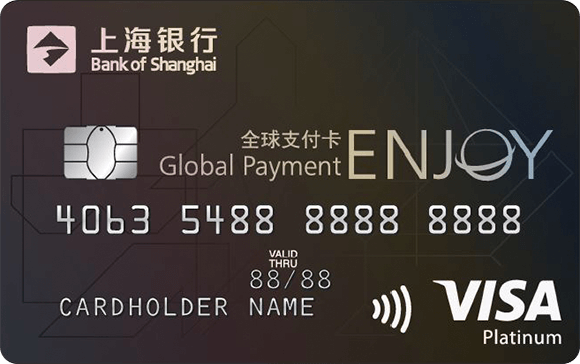 上海银行
Bank of Shanghai
全球支付卡
Global Payment ENJOY
4063 5488 8888 8888
VALID
THRU
88/88
CARDHOLDER NAME
VISA
Platinum